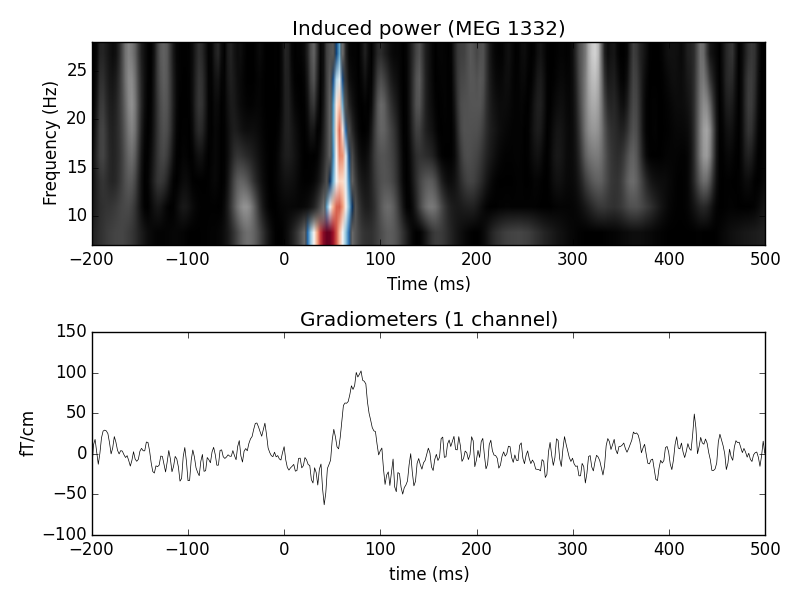 Induced power (MEG 1332)
Frequency (Hz)
25
20
15
10
−200 −100 0 100 200 300 400 500
Time (ms)
Gradiometers (1 channel)
fT/cm
150
100
50
0
−50
−100
−200 −100 0 100 200 300 400 500
time (ms)